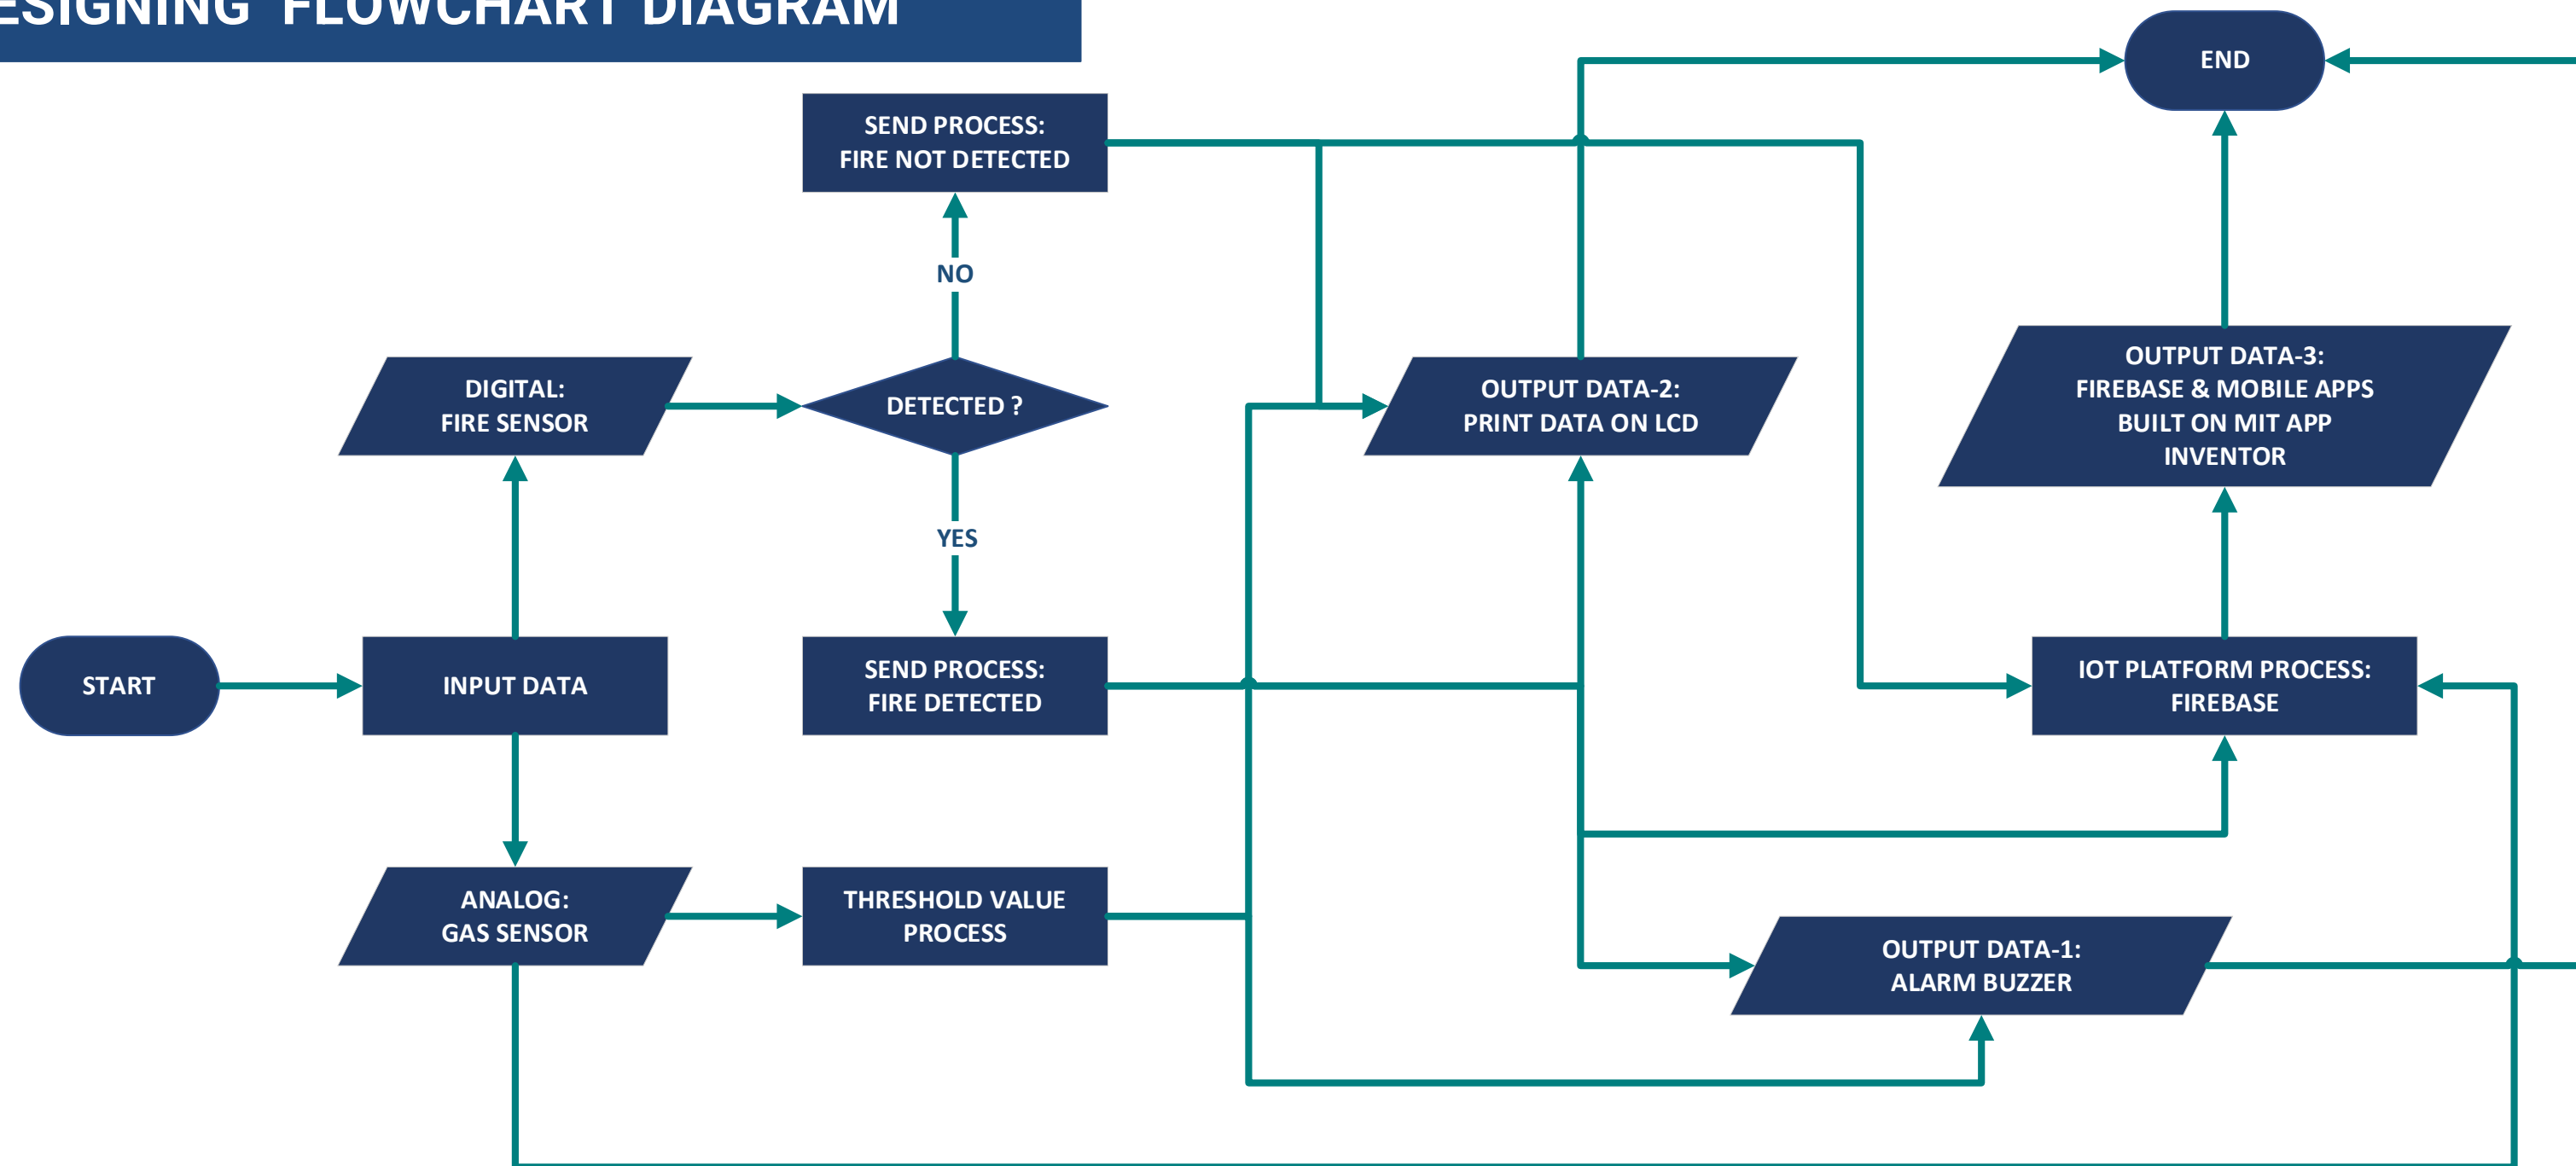 ESIGNING FLOWCHART DIAGRAM
END
SEND PROCESS:
FIRE NOT DETECTED
NO
DIGITAL:
FIRE SENSOR
DETECTED ?
OUTPUT DATA-2:
PRINT DATA ON LCD
OUTPUT DATA-3:
FIREBASE & MOBILE APPS
BUILT ON MIT APP
INVENTOR
YES
START
INPUT DATA
SEND PROCESS:
FIRE DETECTED
IOT PLATFORM PROCESS:
FIREBASE
ANALOG:
GAS SENSOR
THRESHOLD VALUE
PROCESS
OUTPUT DATA-1:
ALARM BUZZER